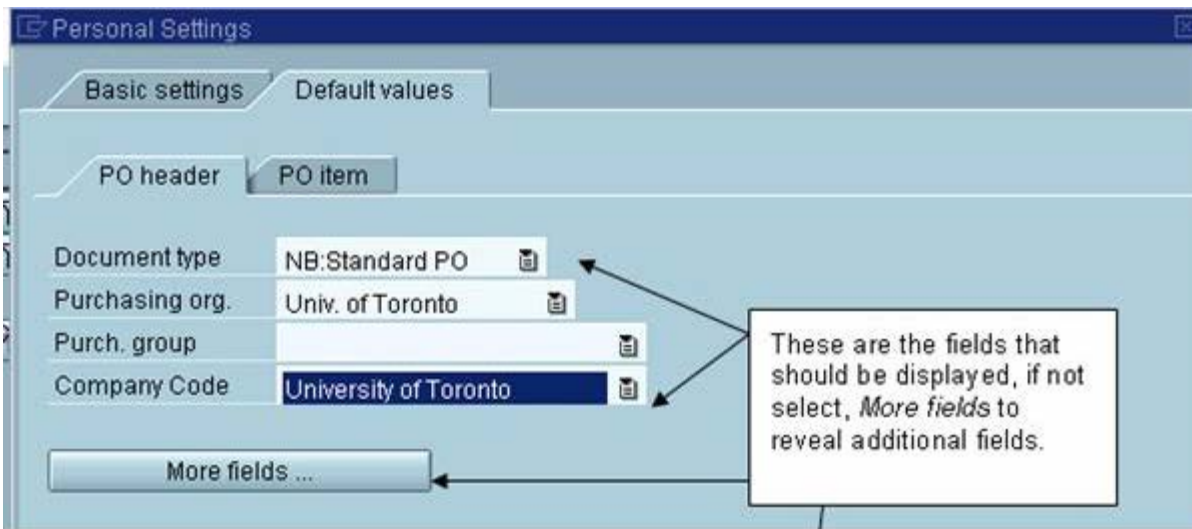 Personal Settings
Basic settings
Default values
PO header
PO item
Document type
NB:Standard PO
Purchasing org.
Univ. of Toronto
Purch. group
Company Code
University of Toronto
These are the fields that
should be displayed, if not
select, More fields to
reveal additional fields.
More fields ...